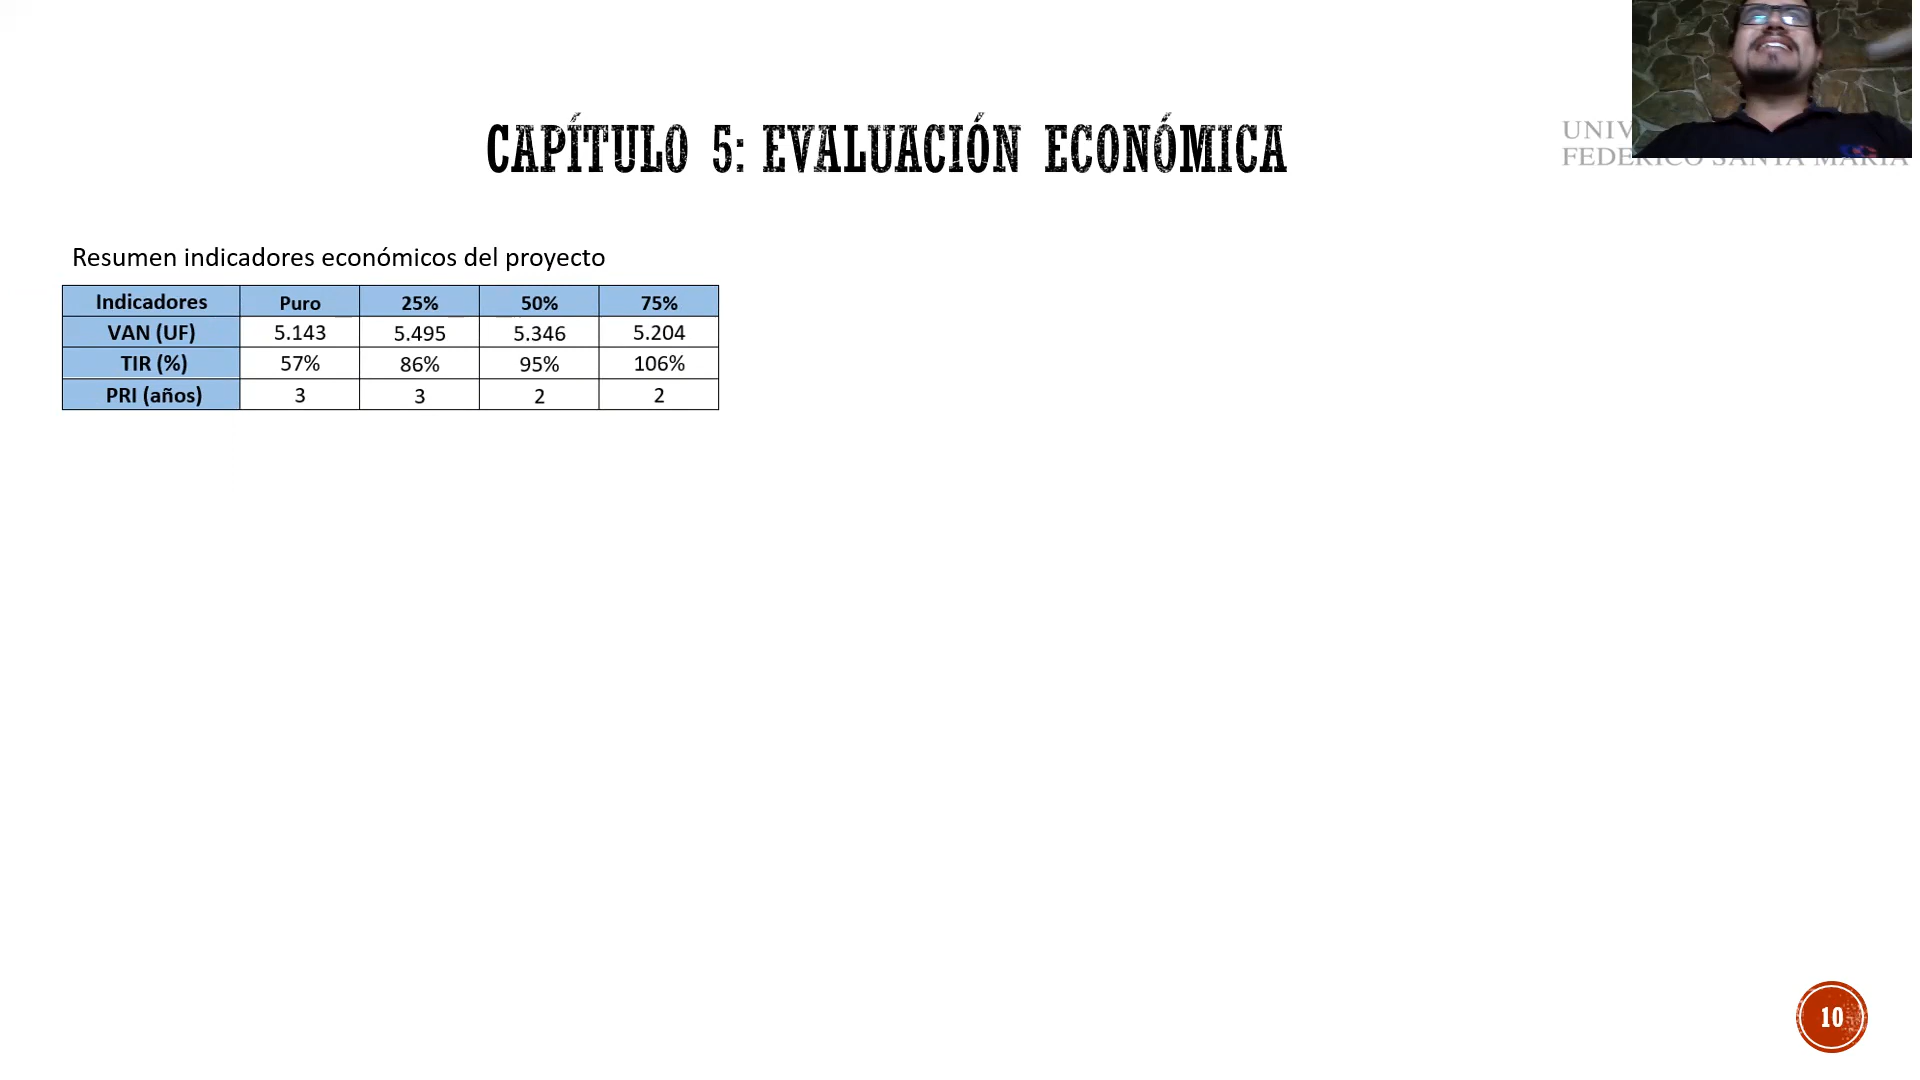 CAPÍTULO 5: EVALUACIÓN ECONÓMICA
FEDERICO SANTA MARÍA
Resumen indicadores económicos del proyecto
Indicadores Puro 25% 50% 75%
VAN (UF) 5.143 5.495 5.346 5.204
TIR (%) 57% 86% 95% 106%
PRI (años) 3 3 2 2
10